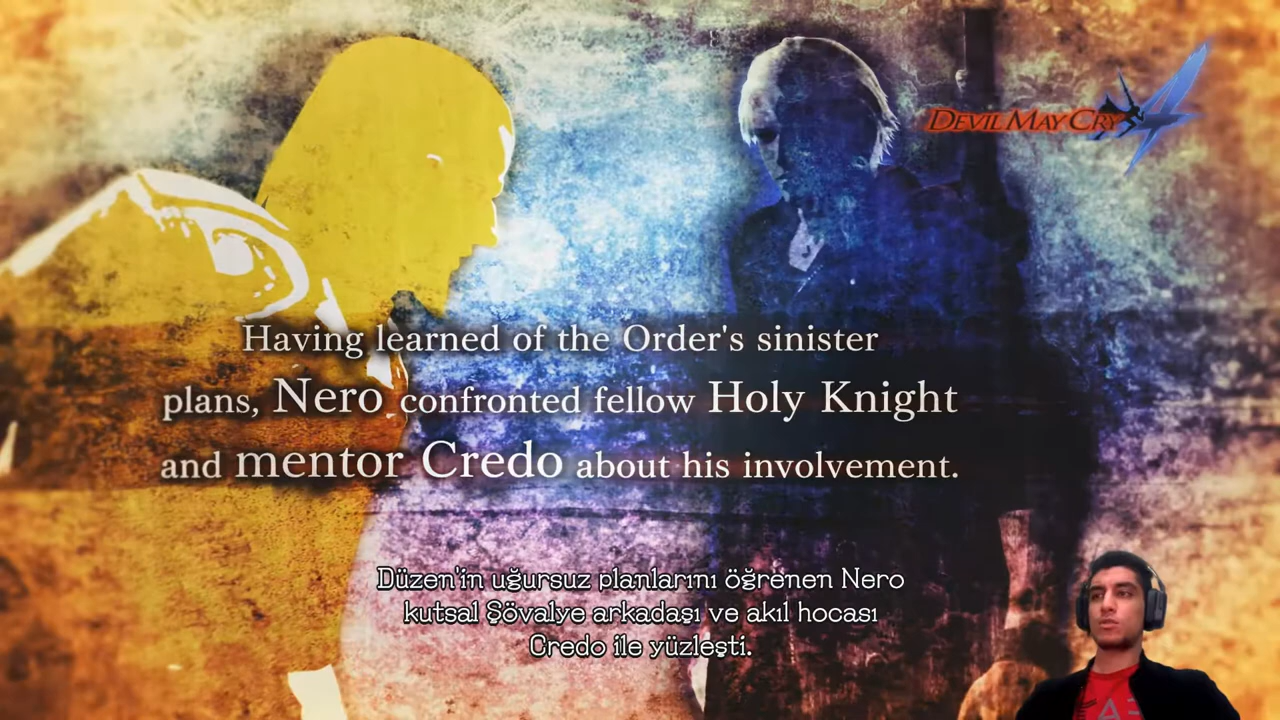 DEVIL MAY CRY 4
Having learned of the Order's sinister
plans, Nero confronted fellow Holy Knight
and mentor Credo about his involvement.
Düzen'in uğursuz planlarını öğrenen Nero
kutsal Şövalye arkadaşı ve akıl hocası
Credo ile yüzleşti.